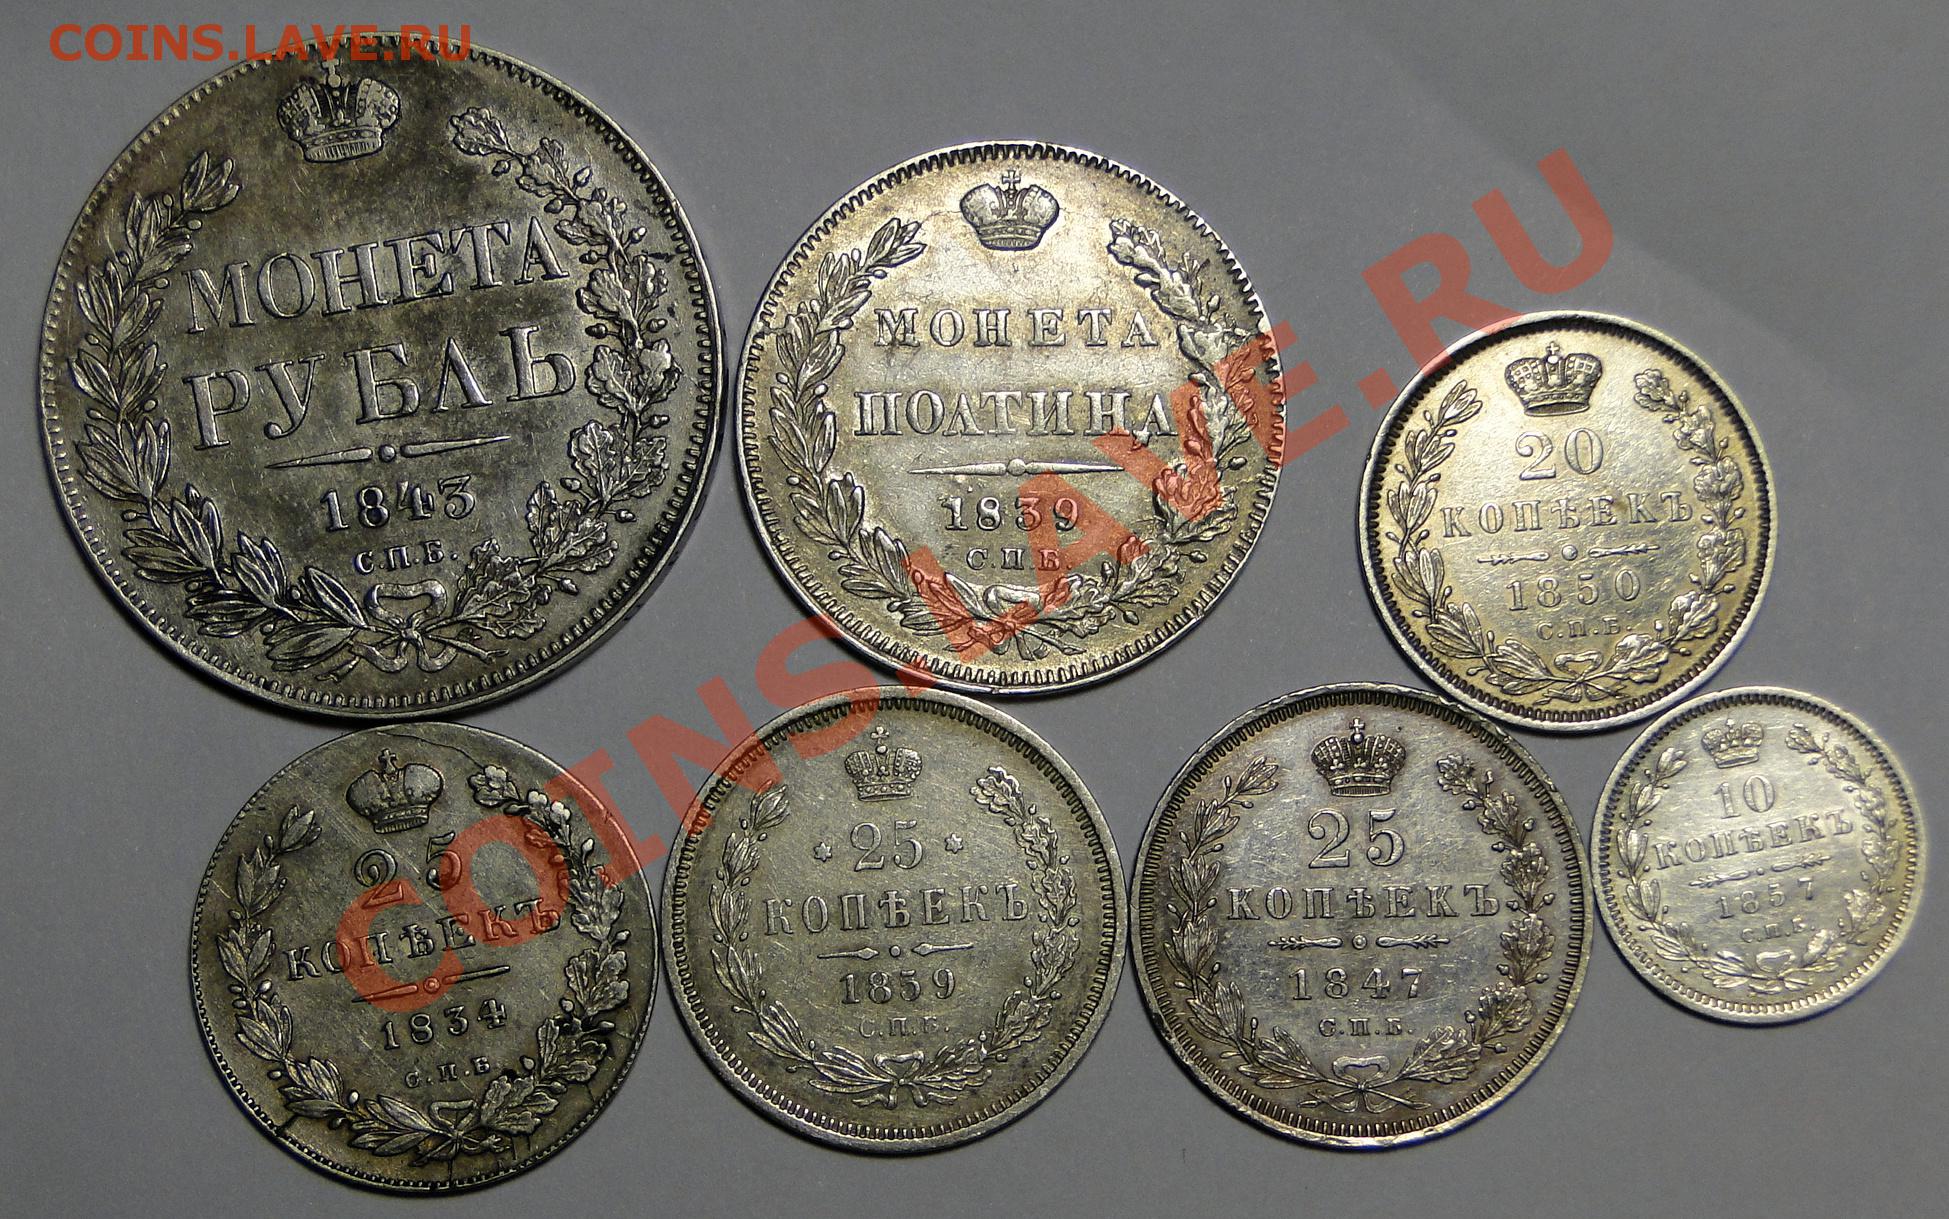 COINS.LAVE.RU
МОНЕТА
РУБЛЬ
1843
С.П.Б.
МОНЕТА
ПОЛТИНА
1839
С.П.Б.
20
КОПѢЕКЪ
1850
С.П.Б.
25
КОПѢЕКЪ
1834
С.П.Б.
* 25 *
КОПѢЕКЪ
1859
С.П.Б.
25
КОПѢЕКЪ
1847
С.П.Б.
10
КОПѢЕКЪ
1857
С.П.Б.
COINS.LAVE.RU